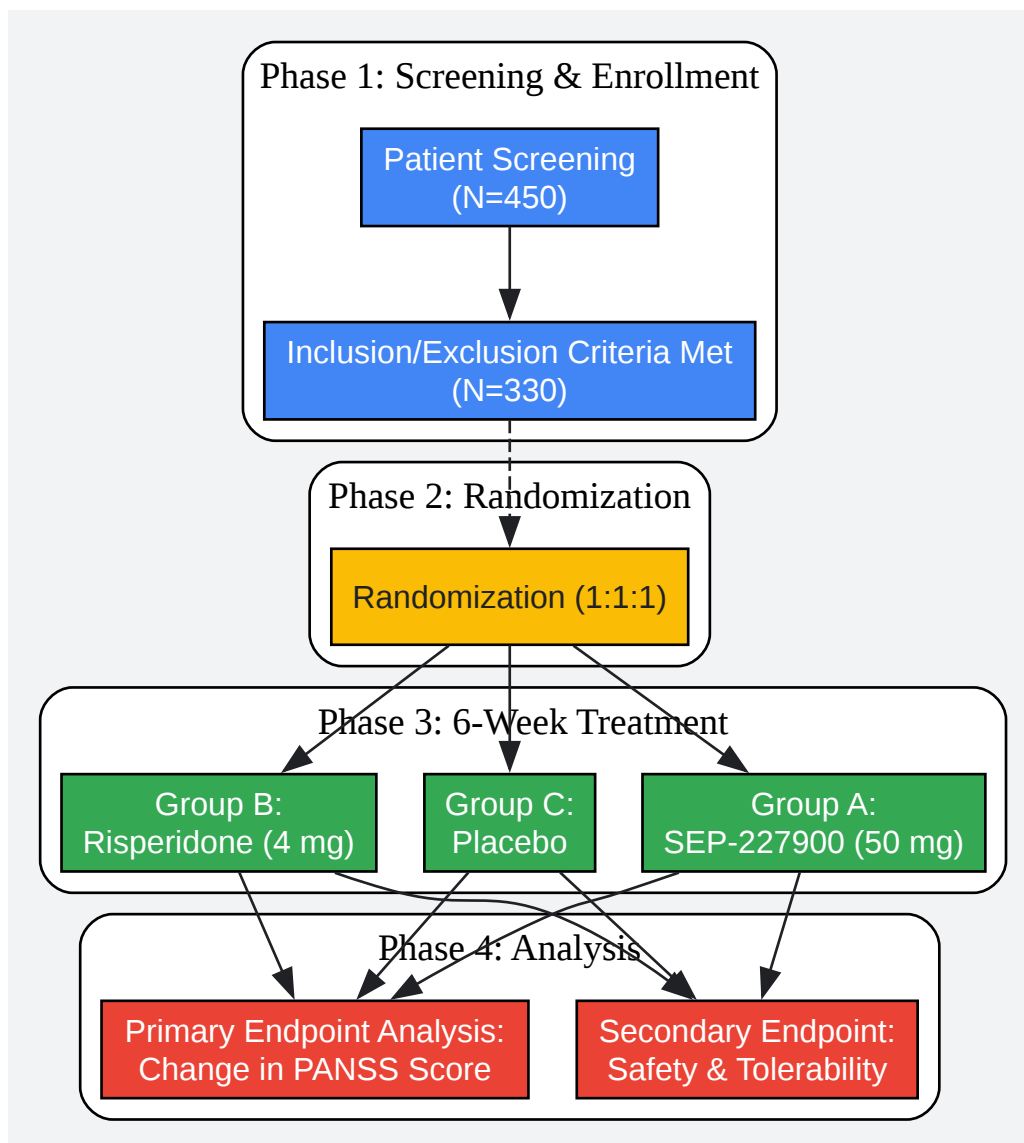 Phase 1: Screening & Enrollment
Patient Screening
(N=450)
Inclusion/Exclusion Criteria Met
(N=330)
Phase 2: Randomization
Randomization (1:1:1)
Phase 3: 6-Week Treatment
Group B:
Risperidone (4 mg)
Group C:
Placebo
Group A:
SEP-227900 (50 mg)
Phase 4: Analysis
Primary Endpoint Analysis:
Change in PANSS Score
Secondary Endpoint:
Safety & Tolerability